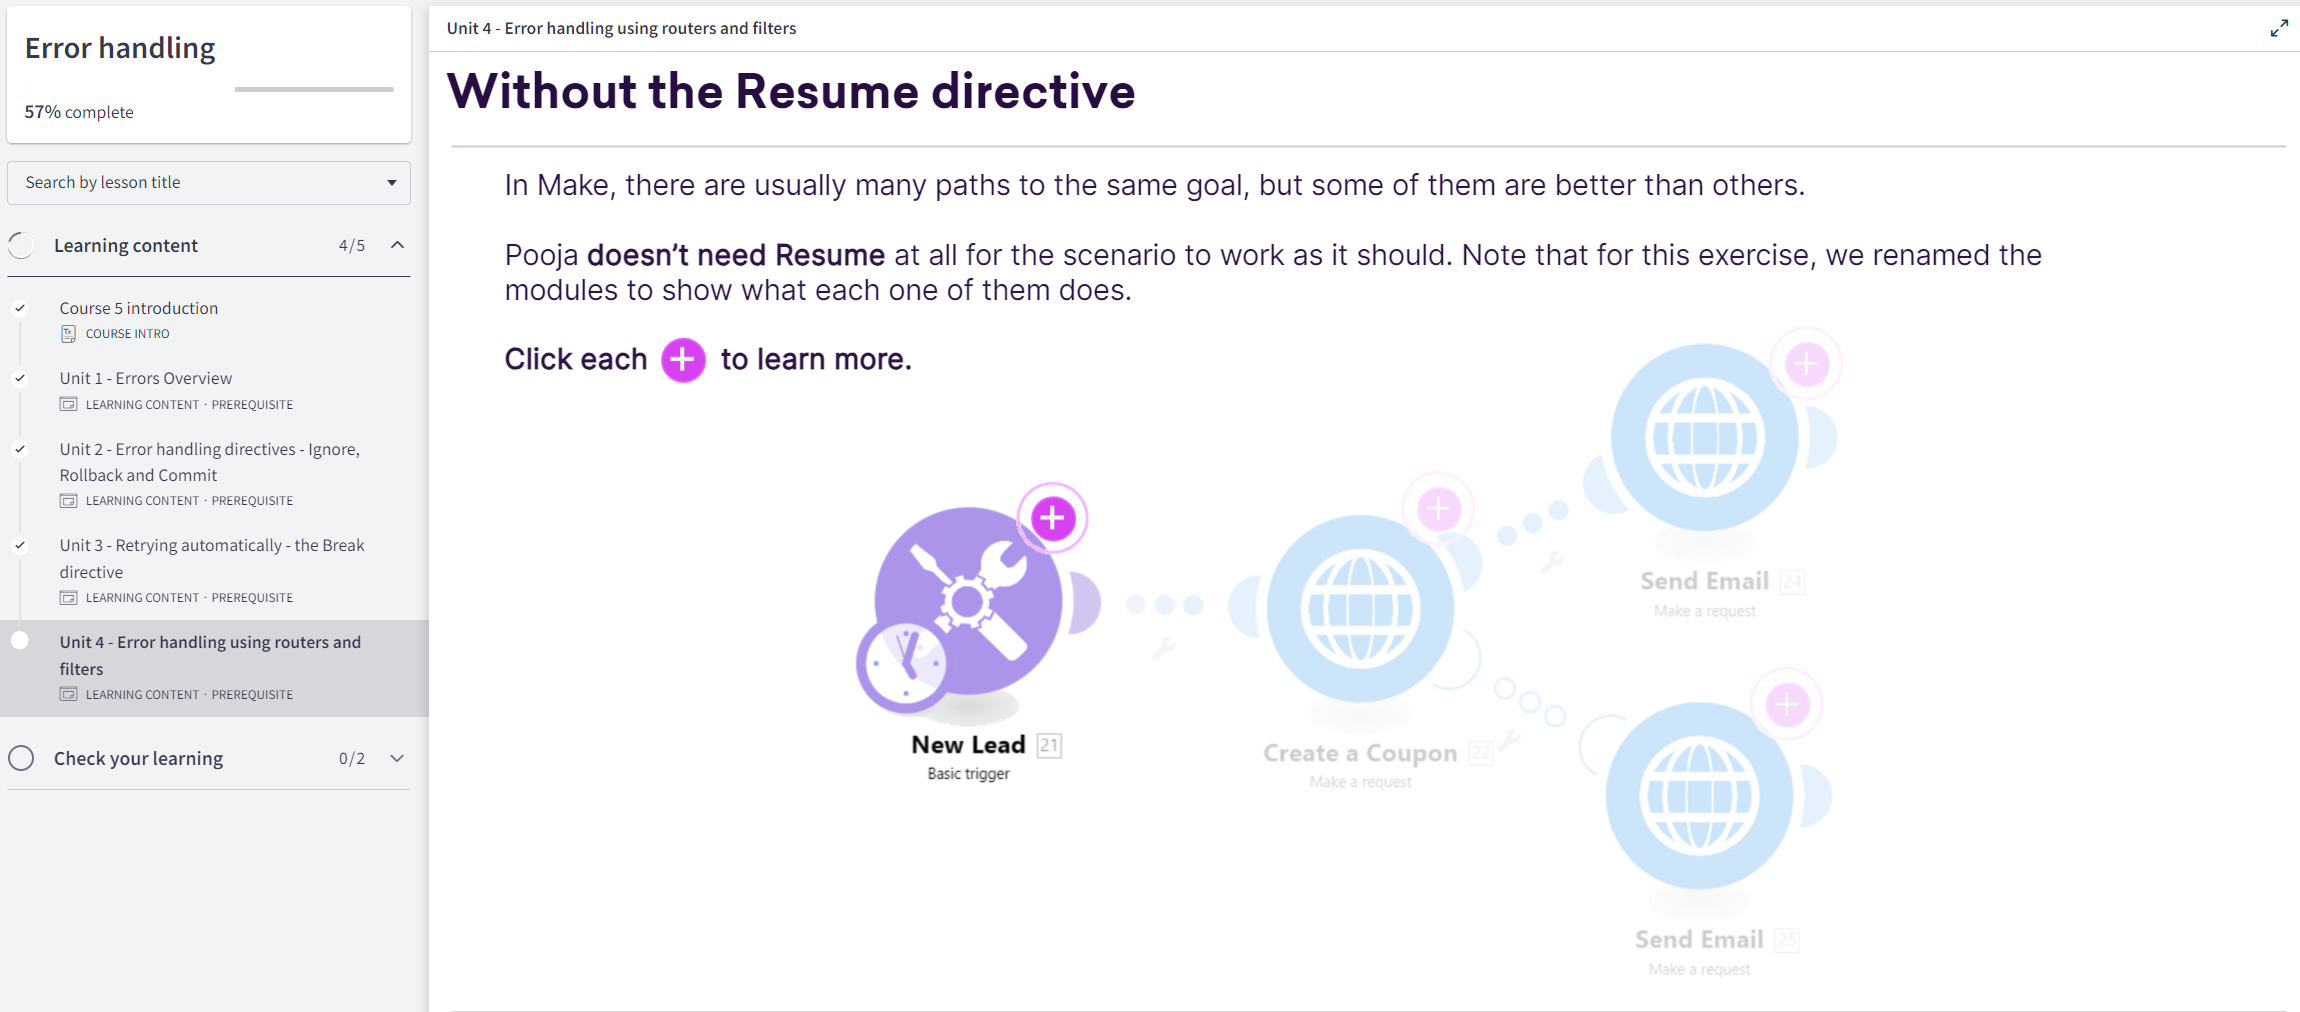 Error handling
57% complete
Search by lesson title
Learning content 4/5
Course 5 introduction
COURSE INTRO
Unit 1 - Errors Overview
LEARNING CONTENT · PREREQUISITE
Unit 2 - Error handling directives - Ignore,
Rollback and Commit
LEARNING CONTENT · PREREQUISITE
Unit 3 - Retrying automatically - the Break
directive
LEARNING CONTENT · PREREQUISITE
Unit 4 - Error handling using routers and
filters
LEARNING CONTENT · PREREQUISITE
Check your learning 0/2
Unit 4 - Error handling using routers and filters
Without the Resume directive
In Make, there are usually many paths to the same goal, but some of them are better than others.
Pooja doesn’t need Resume at all for the scenario to work as it should. Note that for this exercise, we renamed the
modules to show what each one of them does.
Click each + to learn more.
New Lead 21
Basic trigger
Create a Coupon 22
Make a request
Send Email 24
Make a request
Send Email 25
Make a request